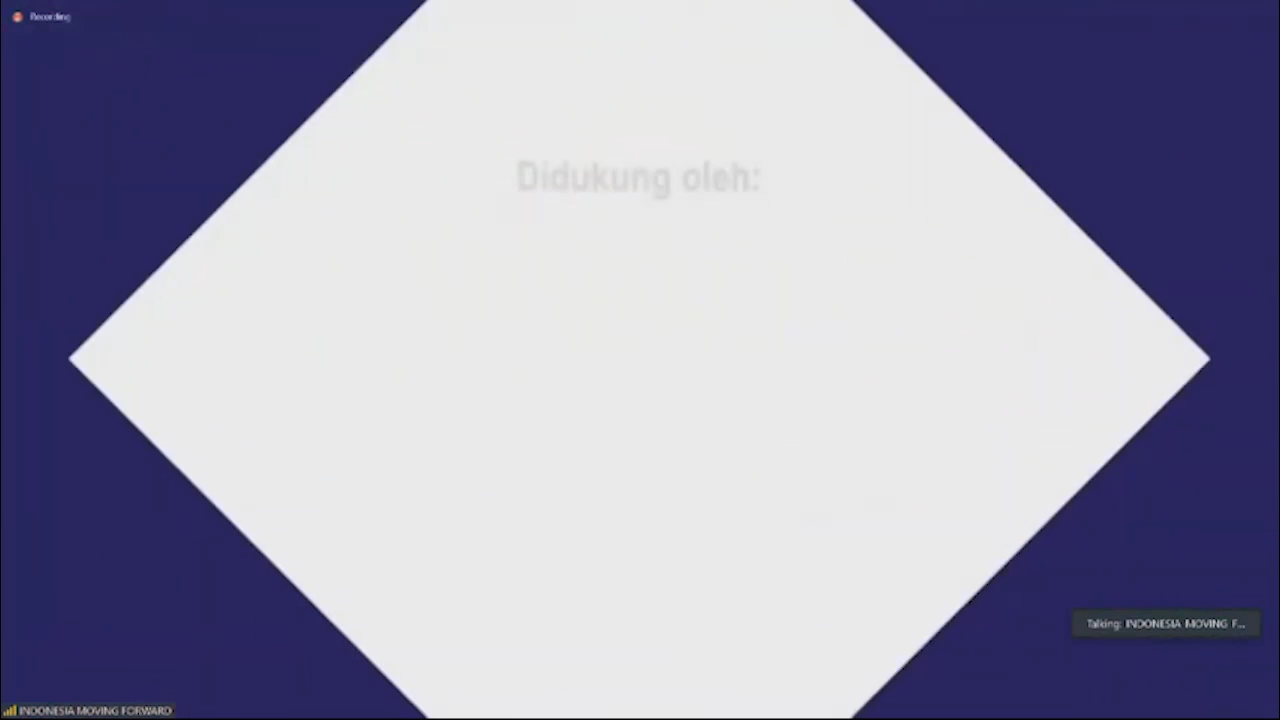 Recording
Didukung oleh:
Talking: INDONESIA MOVING F...
INDONESIA MOVING FORWARD